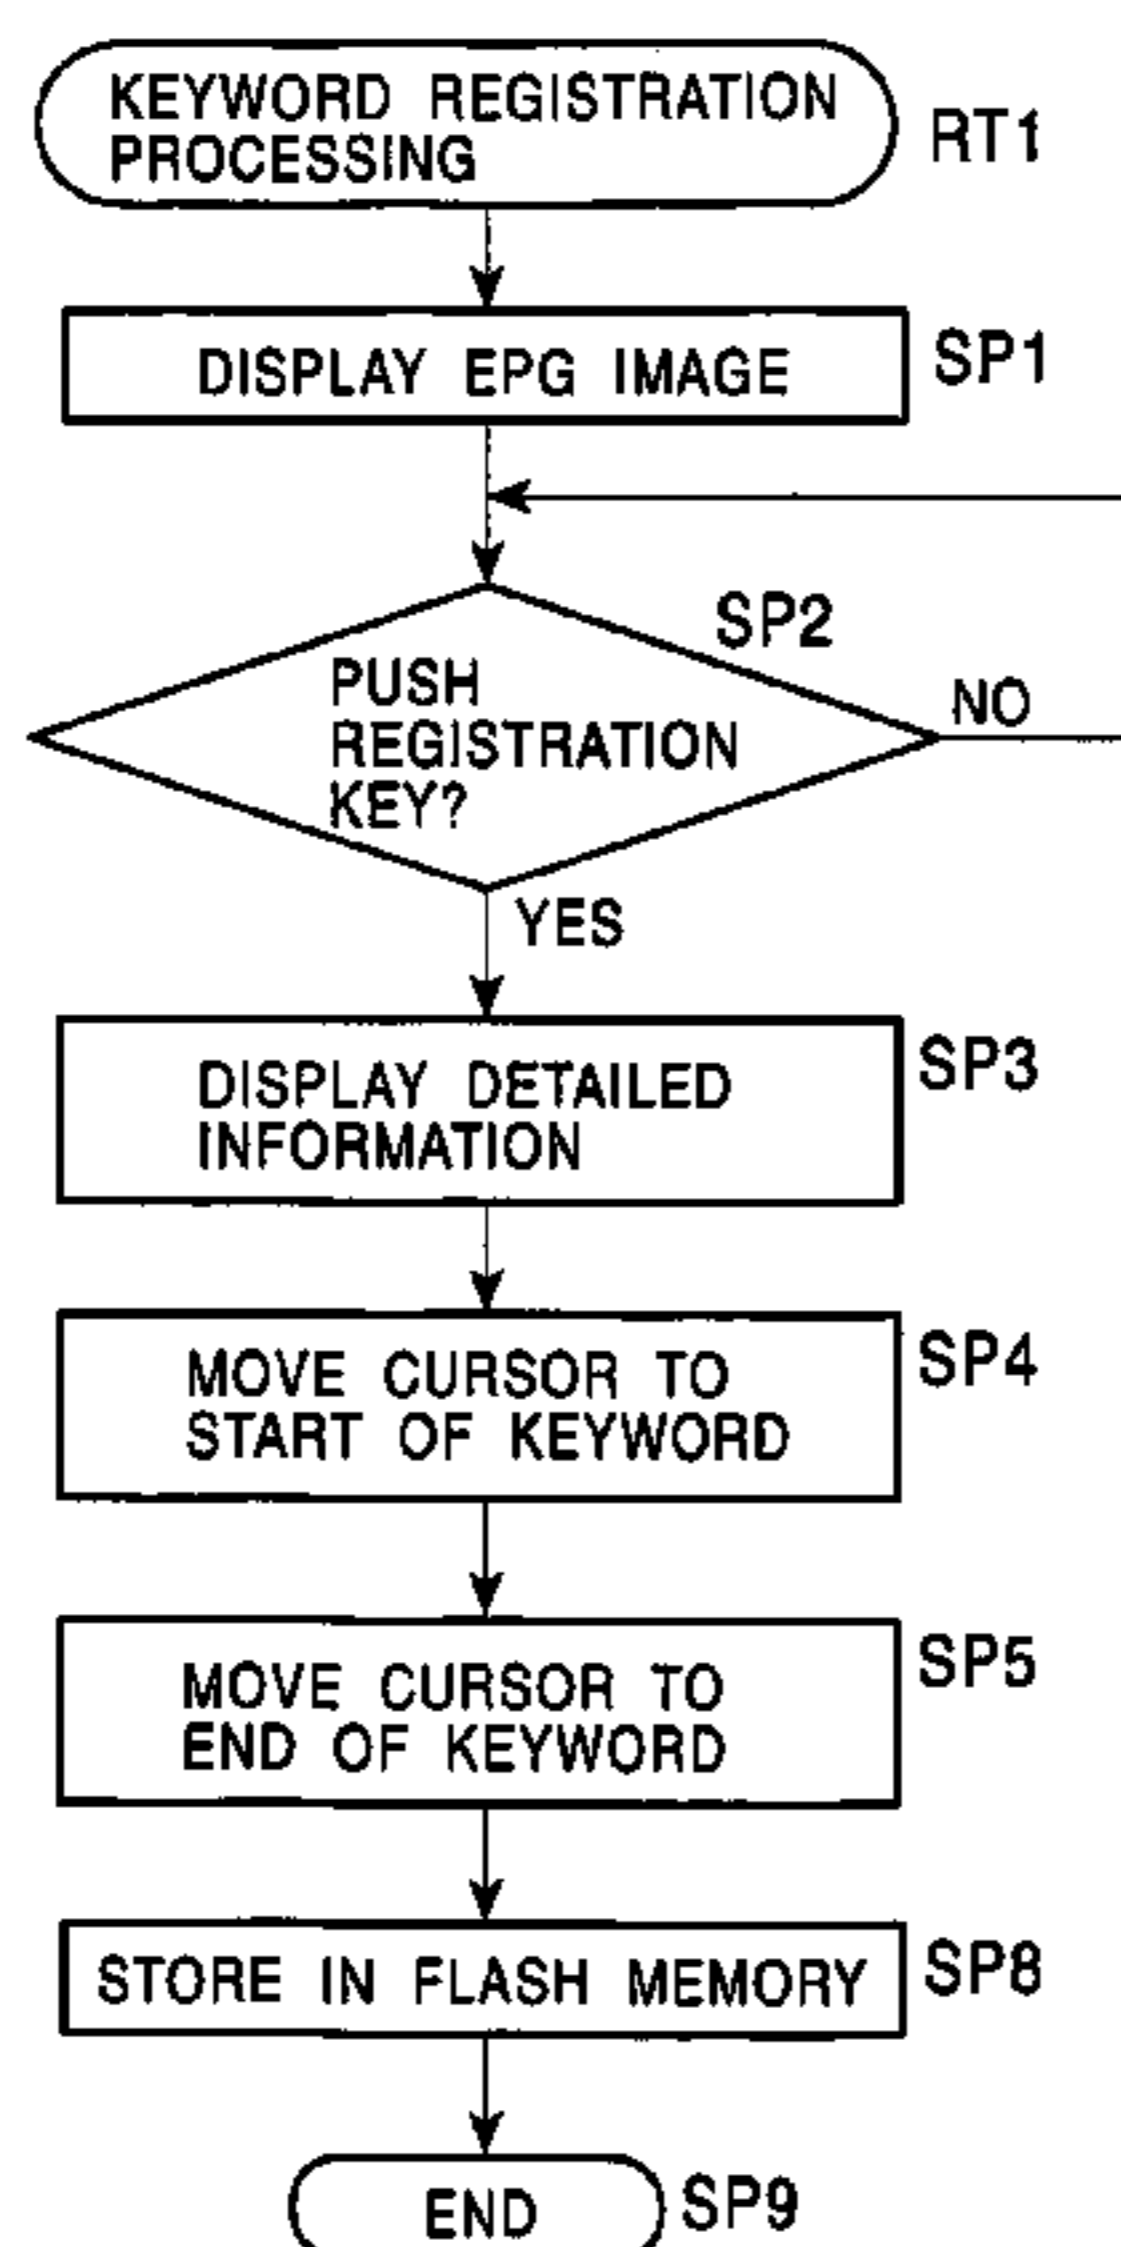 KEYWORD REGISTRATION
PROCESSING
RT1
DISPLAY EPG IMAGE
SP1
SP2
PUSH
REGISTRATION
KEY?
NO
YES
DISPLAY DETAILED
INFORMATION
SP3
MOVE CURSOR TO
START OF KEYWORD
SP4
MOVE CURSOR TO
END OF KEYWORD
SP5
STORE IN FLASH MEMORY
SP8
END
SP9